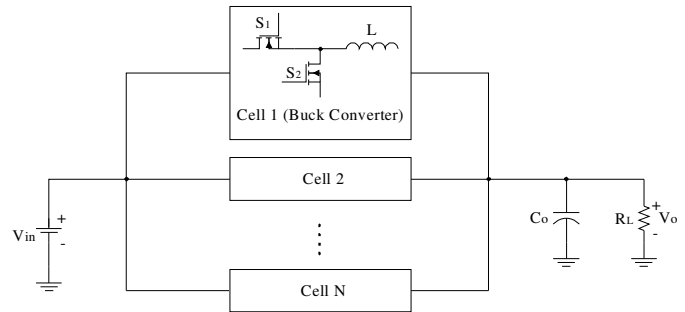 S1
L
S2
Cell 1 (Buck Converter)
Cell 2
Vin
+
-
Co
RL
+
Vo
-
Cell N